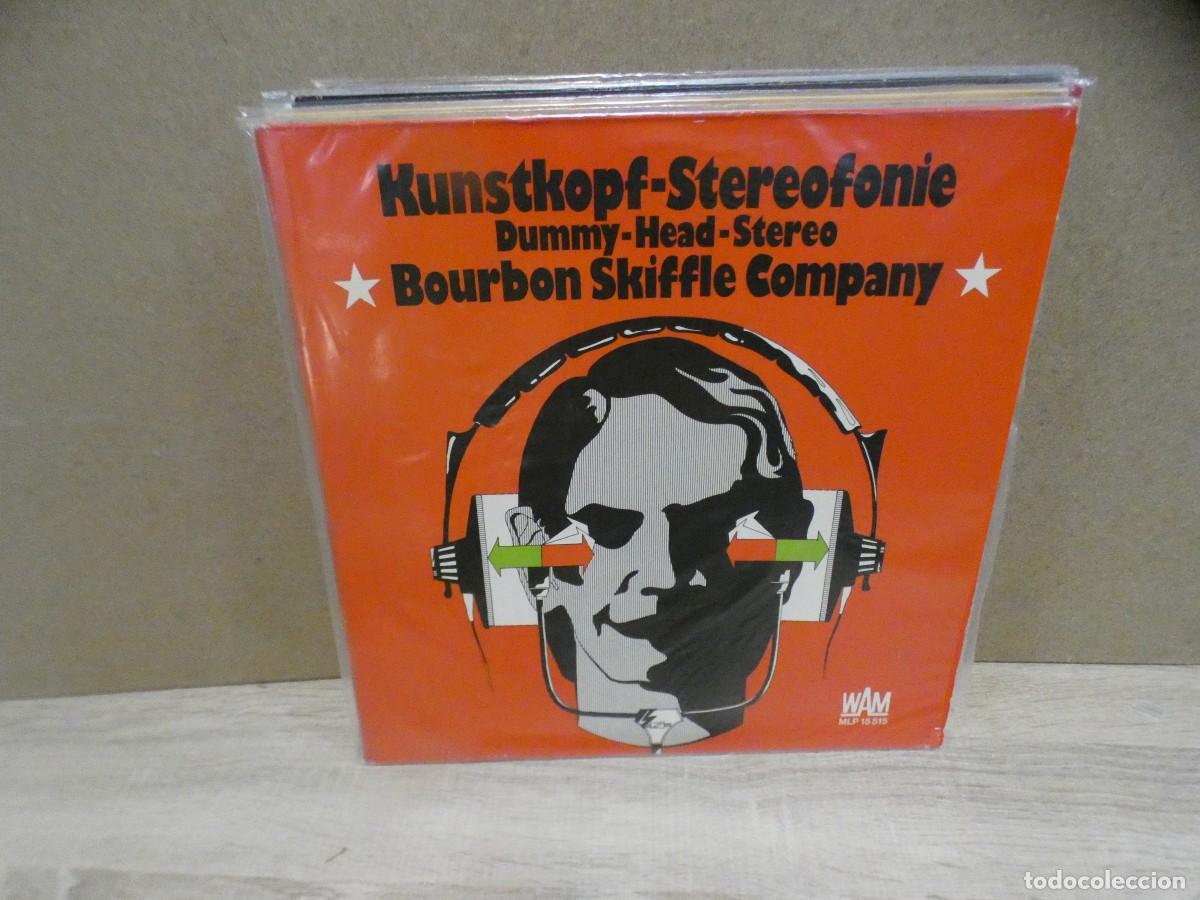 Kunstkopf-Stereofonie
Dummy-Head-Stereo
Bourbon Skiffle Company
WAM
MLP 15 515
todocoleccion